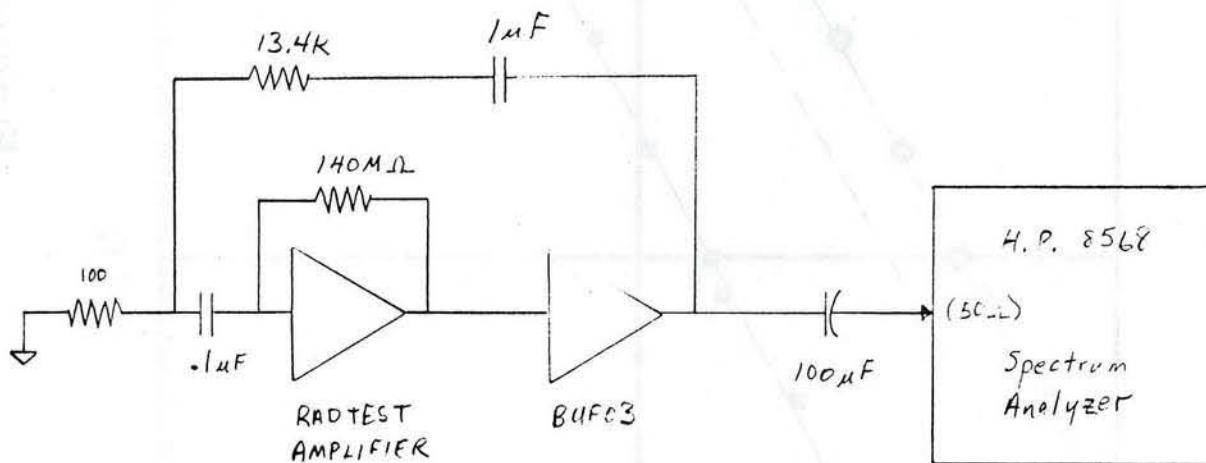 13.4K
1µF
140MΩ
100
.1µF
RADTEST
AMPLIFIER
BUF03
100µF
H.P. 8568
(50Ω)
Spectrum
Analyzer